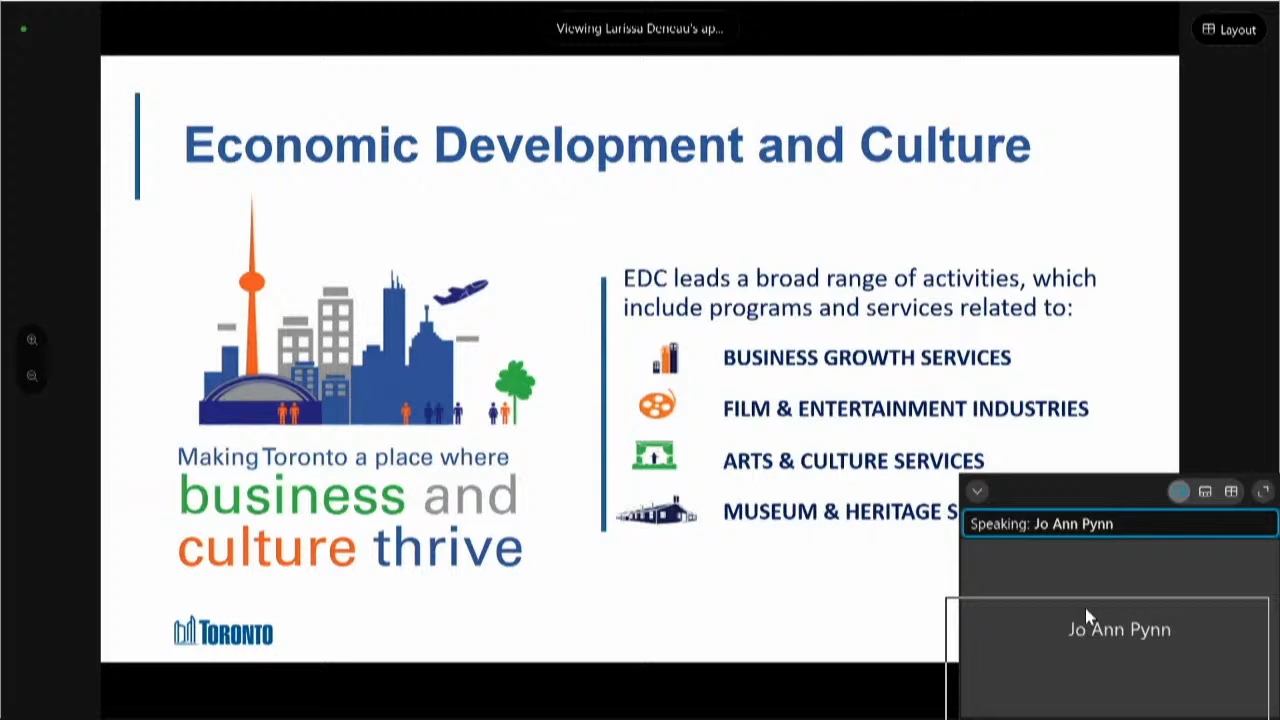 Viewing Larissa Deneau's ap...
Layout
Economic Development and Culture
EDC leads a broad range of activities, which
include programs and services related to:
BUSINESS GROWTH SERVICES
FILM & ENTERTAINMENT INDUSTRIES
ARTS & CULTURE SERVICES
MUSEUM & HERITAGE S
Making Toronto a place where
business and
culture thrive
TORONTO
Speaking: Jo Ann Pynn
Jo Ann Pynn